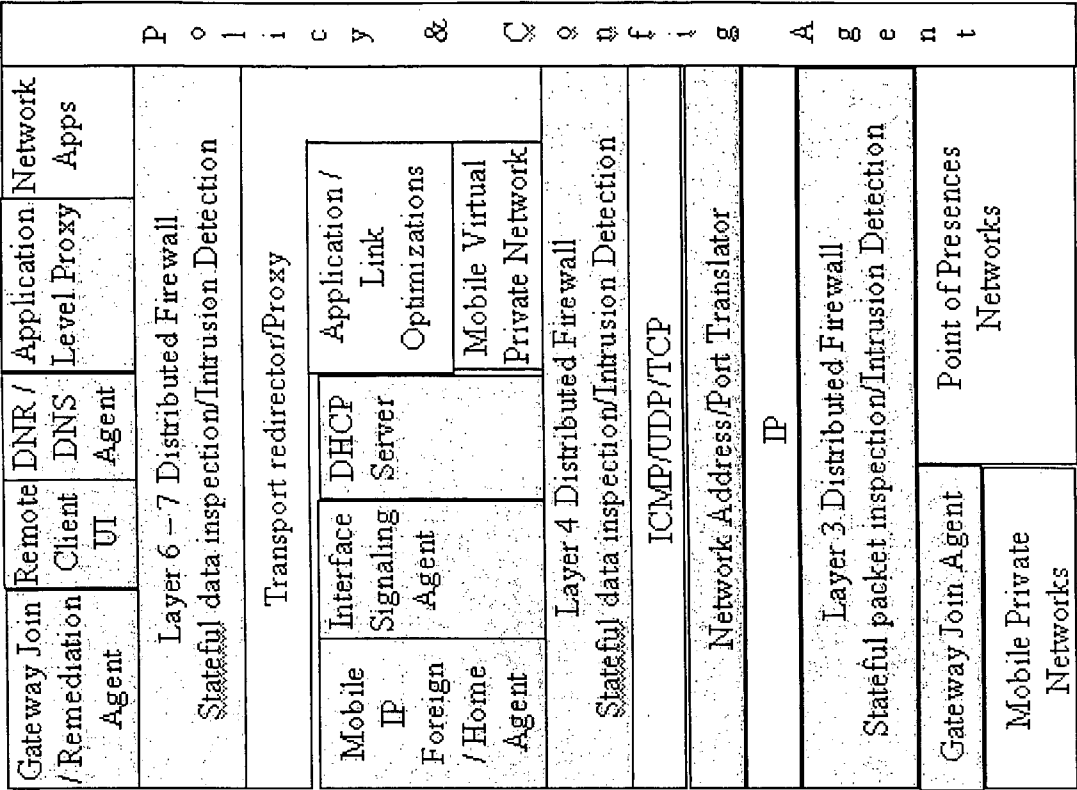 Gateway Join
/ Remediation
Agent
Remote
Client
UI
DNR /
DNS
Agent
Application
Level Proxy
Network
Apps
Layer 6 – 7 Distributed Firewall
Stateful data inspection/Intrusion Detection
Transport redirector/Proxy
Mobile
IP
Foreign
/ Home
Agent
Interface
Signaling
Agent
DHCP
Server
Application /
Link
Optimizations
Mobile Virtual
Private Network
Layer 4 Distributed Firewall
Stateful data inspection/Intrusion Detection
ICMP/UDP/TCP
Network Address/Port Translator
IP
Layer 3 Distributed Firewall
Stateful packet inspection/Intrusion Detection
Gateway Join Agent
Mobile Private
Networks
Point of Presences
Networks
Policy & Config Agent